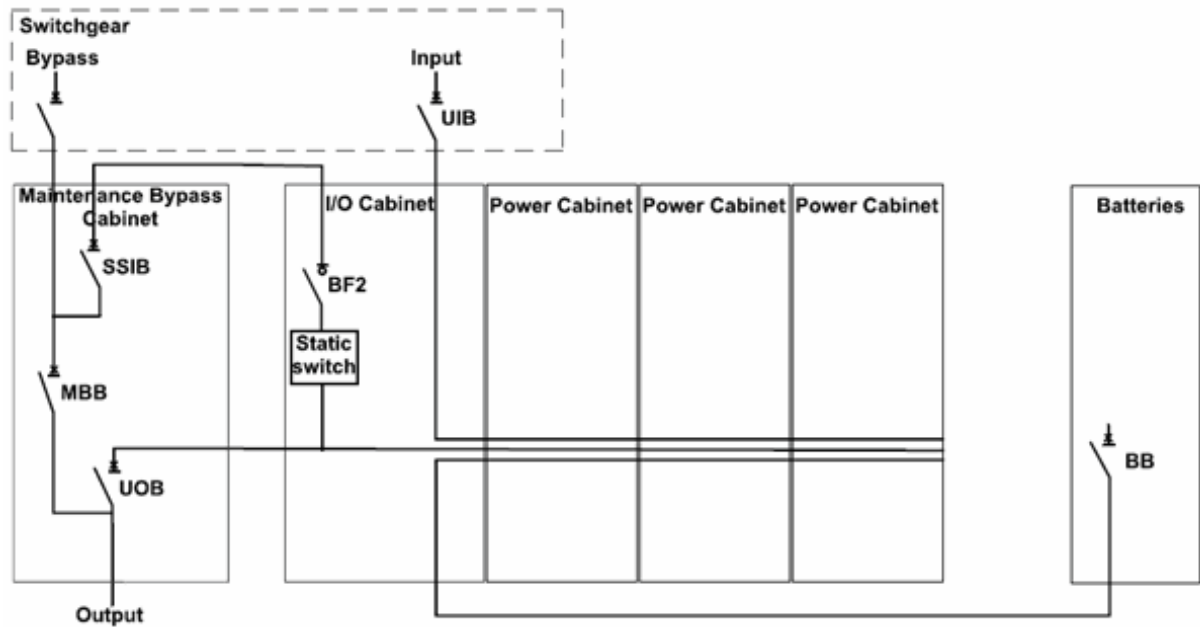 Switchgear
Bypass
Input
UIB
Maintenance Bypass
Cabinet
I/O Cabinet
Power Cabinet
Power Cabinet
Power Cabinet
Batteries
SSIB
BF2
Static
switch
MBB
UOB
BB
Output